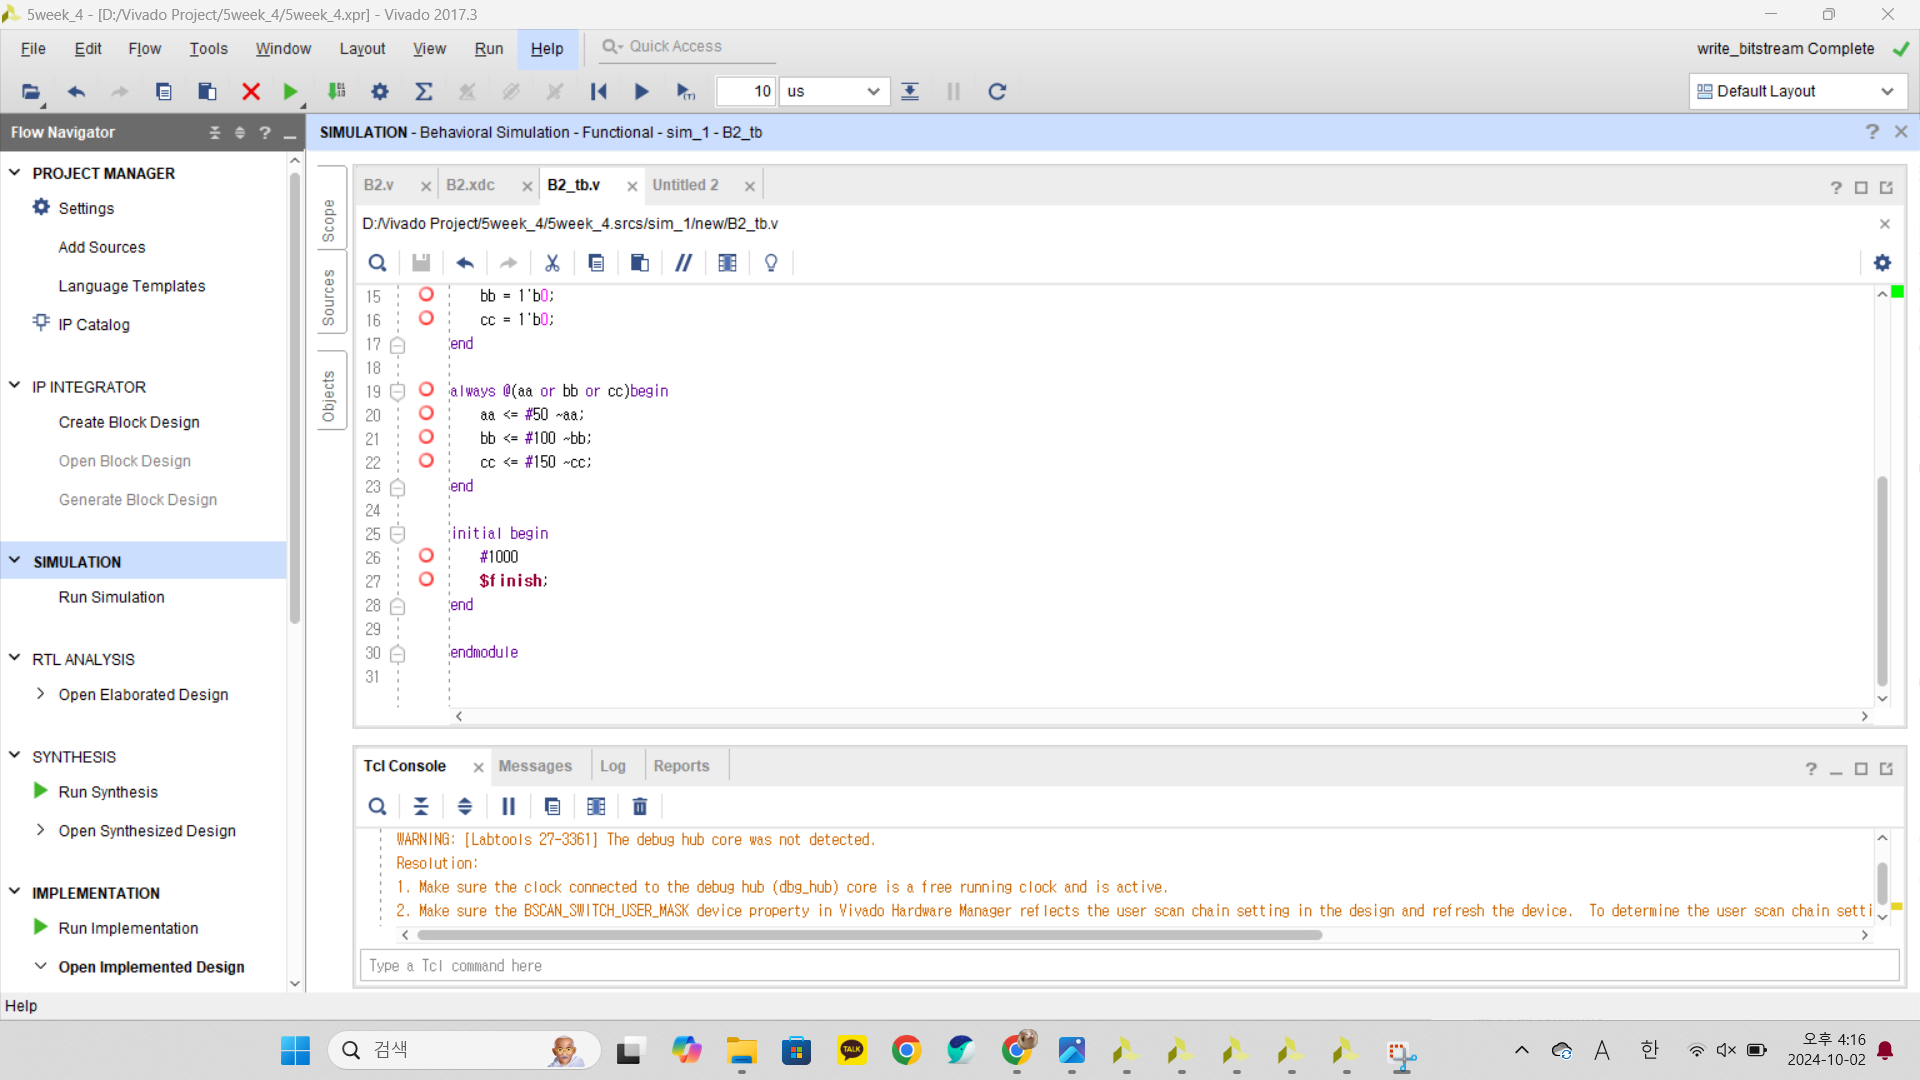 5week_4 - [D:/Vivado Project/5week_4/5week_4.xpr] - Vivado 2017.3
File Edit Flow Tools Window Layout View Run Help Quick Access
write_bitstream Complete
10 us
Default Layout
Flow Navigator
SIMULATION - Behavioral Simulation - Functional - sim_1 - B2_tb
PROJECT MANAGER
Settings
Add Sources
Language Templates
IP Catalog
IP INTEGRATOR
Create Block Design
Open Block Design
Generate Block Design
SIMULATION
Run Simulation
RTL ANALYSIS
Open Elaborated Design
SYNTHESIS
Run Synthesis
Open Synthesized Design
IMPLEMENTATION
Run Implementation
Open Implemented Design
Scope
Sources
Objects
B2.v B2.xdc B2_tb.v Untitled 2
D:/Vivado Project/5week_4/5week_4.srcs/sim_1/new/B2_tb.v
15 bb = 1'b0;
16 cc = 1'b0;
17 end
18
19 always @(aa or bb or cc)begin
20 aa <= #50 ~aa;
21 bb <= #100 ~bb;
22 cc <= #150 ~cc;
23 end
24
25 initial begin
26 #1000
27 $finish;
28 end
29
30 endmodule
31
Tcl Console Messages Log Reports
WARNING: [Labtools 27-3361] The debug hub core was not detected.
Resolution:
1. Make sure the clock connected to the debug hub (dbg_hub) core is a free running clock and is active.
2. Make sure the BSCAN_SWITCH_USER_MASK device property in Vivado Hardware Manager reflects the user scan chain setting in the design and refresh the device. To determine the user scan chain setti
Type a Tcl command here
Help
검색
TALK
A 한
오후 4:16
2024-10-02